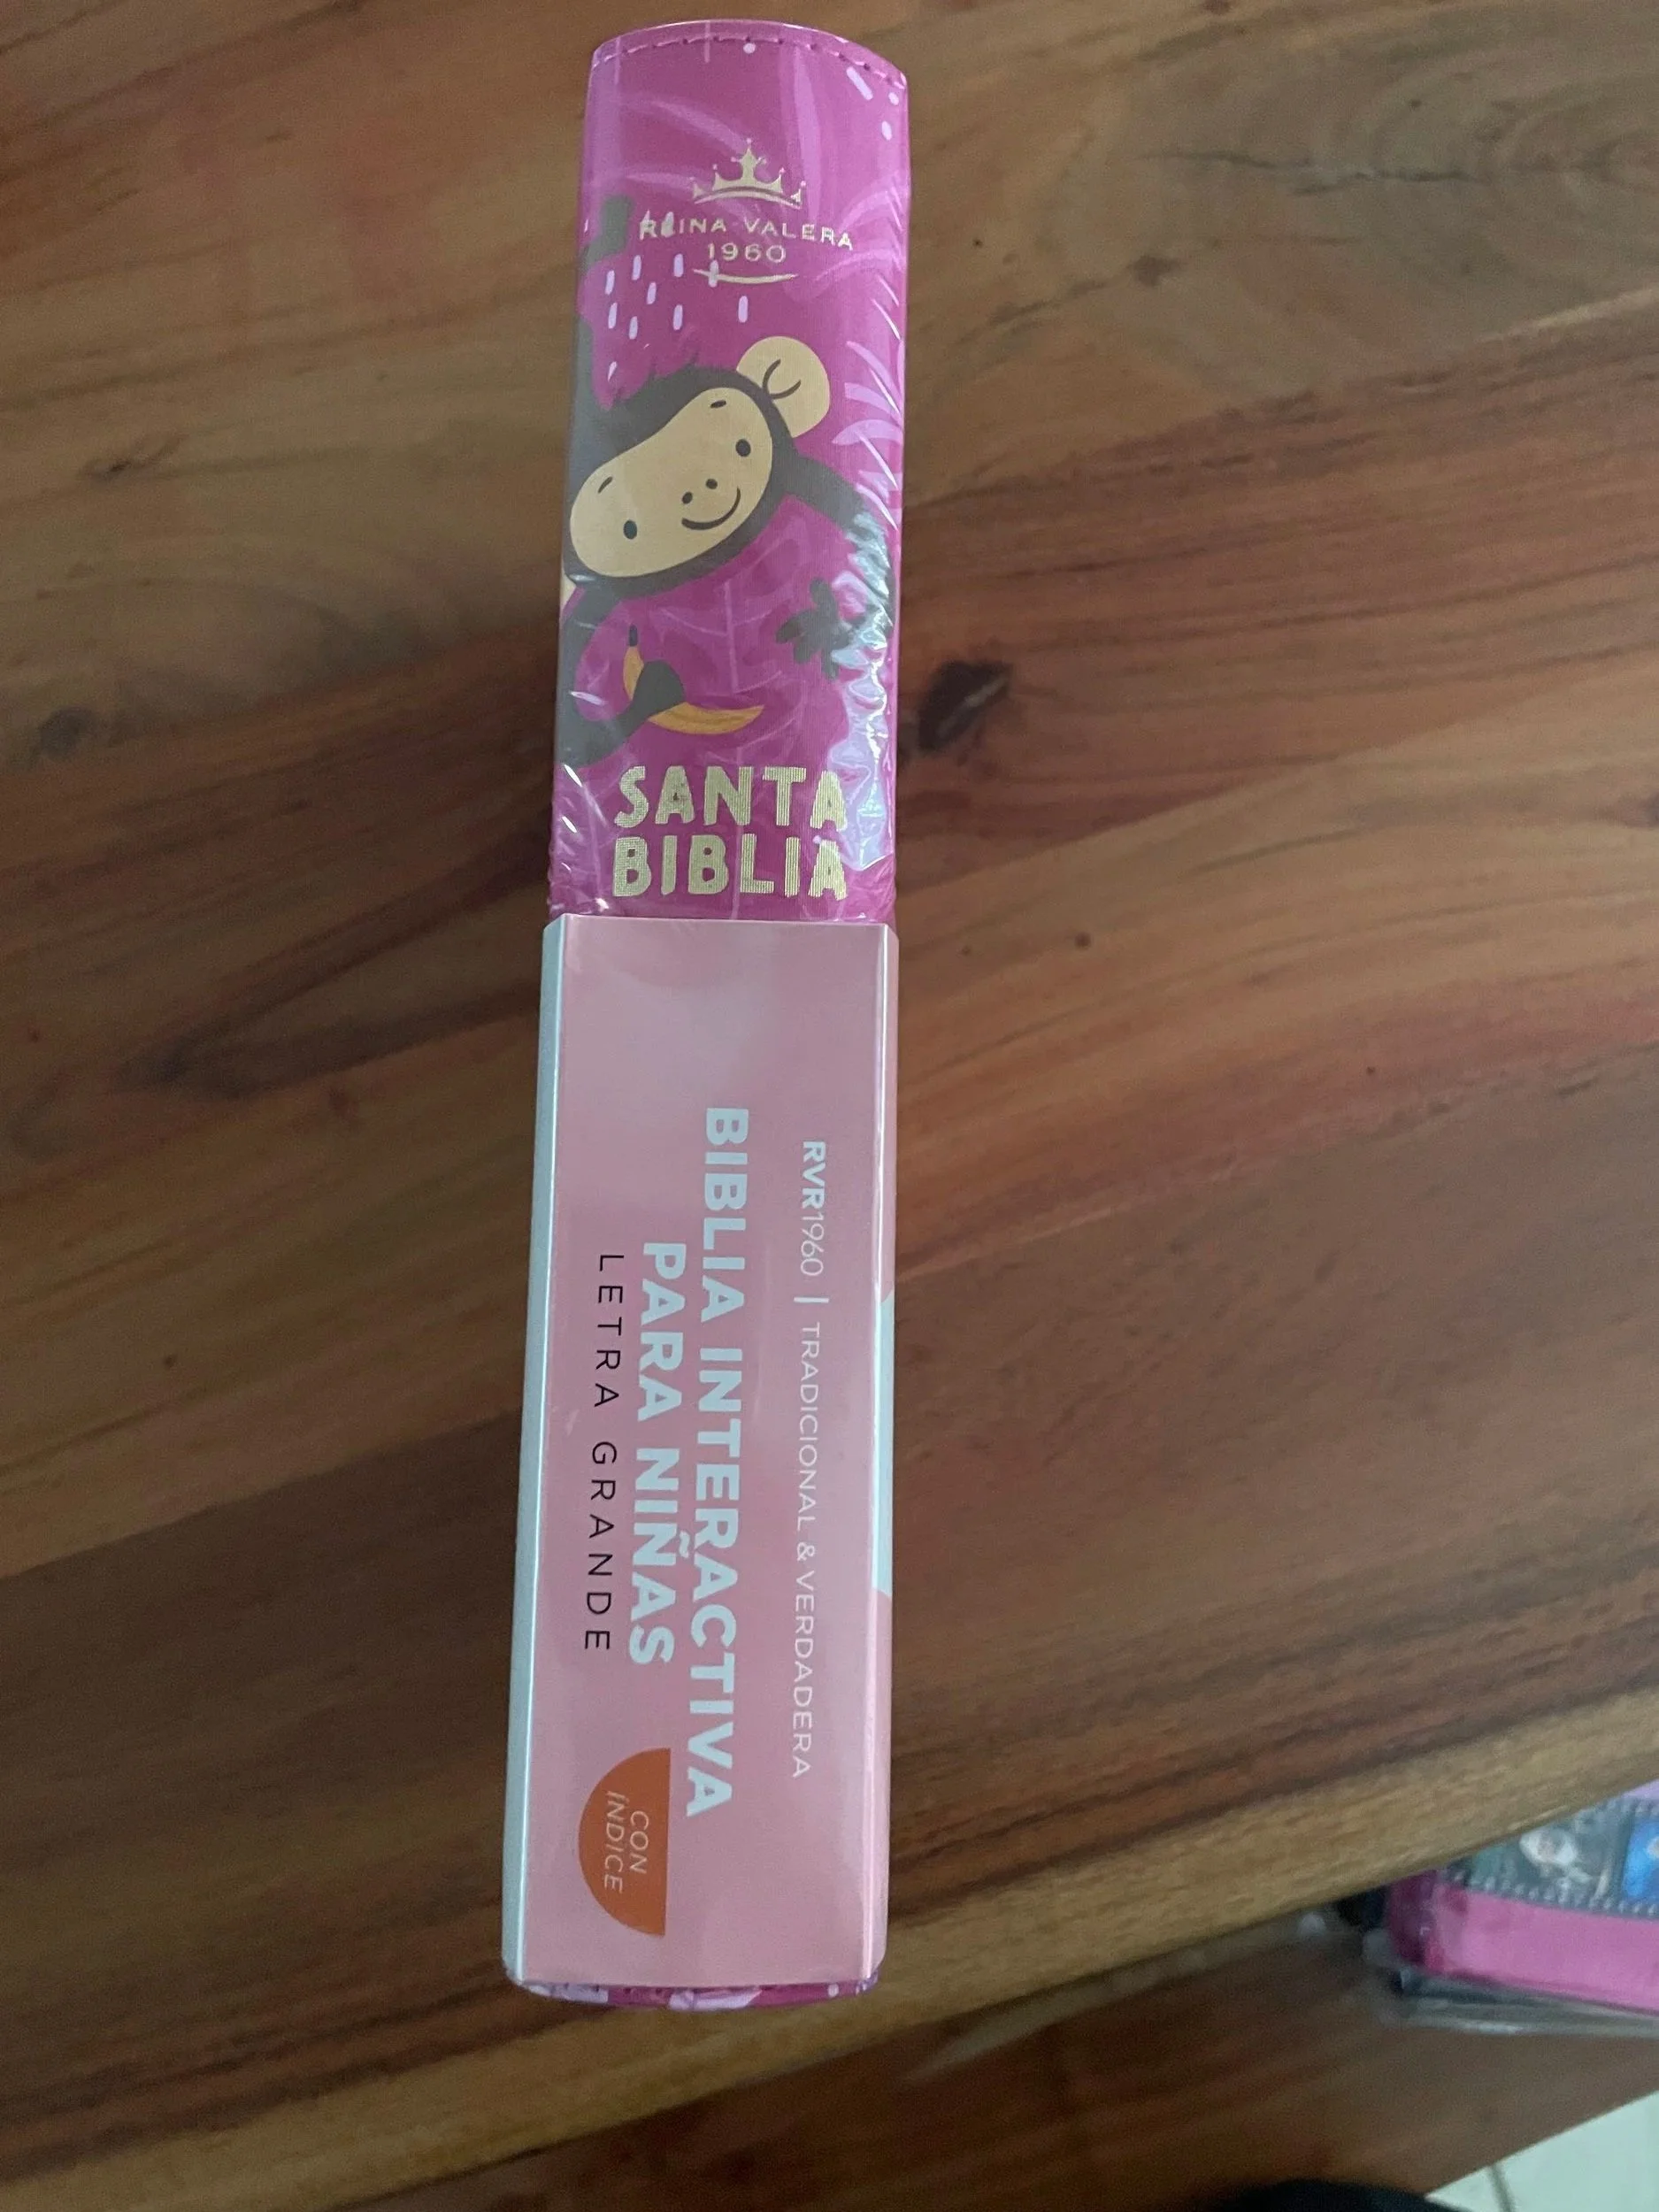 REINA VALERA
1960
SANTA
BIBLIA
RVR1960 | TRADICIONAL & VERDADERA
BIBLIA INTERACTIVA
PARA NIÑAS
LETRA GRANDE
CON
ÍNDICE